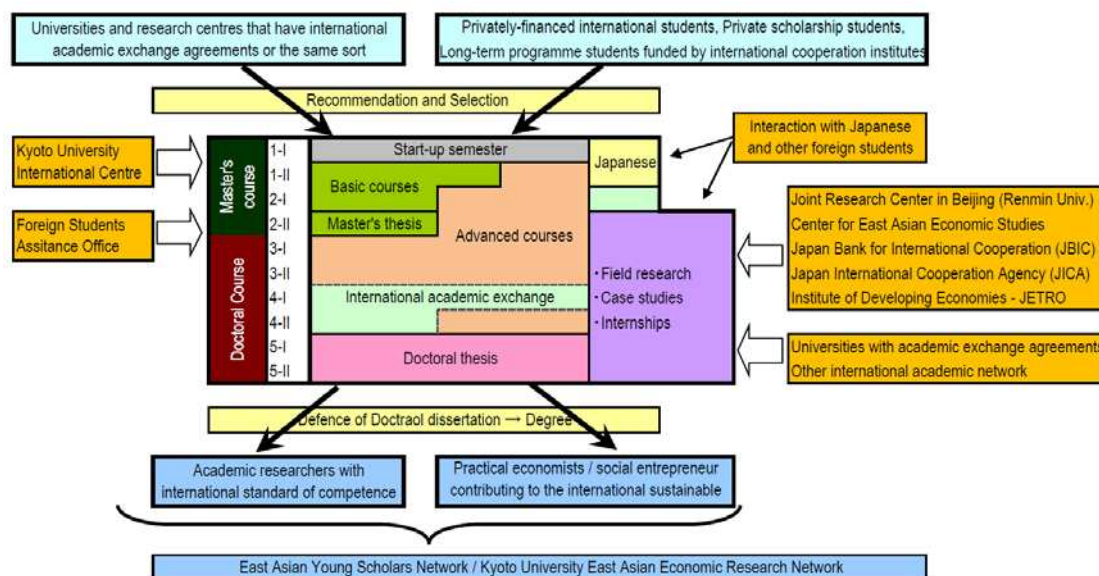 Universities and research centres that have international
academic exchange agreements or the same sort
Privately-financed international students, Private scholarship students,
Long-term programme students funded by international cooperation institutes
Recommendation and Selection
Kyoto University
International Centre
Foreign Students
Assitance Office
Master's
course
Doctoral Course
1-I
1-II
2-I
2-II
3-I
3-II
4-I
4-II
5-I
5-II
Start-up semester
Basic courses
Master's thesis
Advanced courses
International academic exchange
Doctoral thesis
Japanese
・Field research
・Case studies
・Internships
Interaction with Japanese
and other foreign students
Joint Research Center in Beijing (Renmin Univ.)
Center for East Asian Economic Studies
Japan Bank for International Cooperation (JBIC)
Japan International Cooperation Agency (JICA)
Institute of Developing Economies - JETRO
Universities with academic exchange agreements
Other international academic network
Defence of Doctraol dissertation → Degree
Academic researchers with
international standard of competence
Practical economists / social entrepreneur
contributing to the international sustainable
East Asian Young Scholars Network / Kyoto University East Asian Economic Research Network